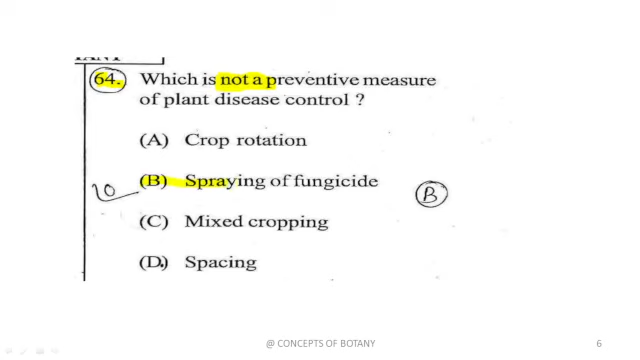 64. Which is not a preventive measure
of plant disease control ?
(A) Crop rotation
(B) Spraying of fungicide
B
(C) Mixed cropping
(D) Spacing
@ CONCEPTS OF BOTANY
6